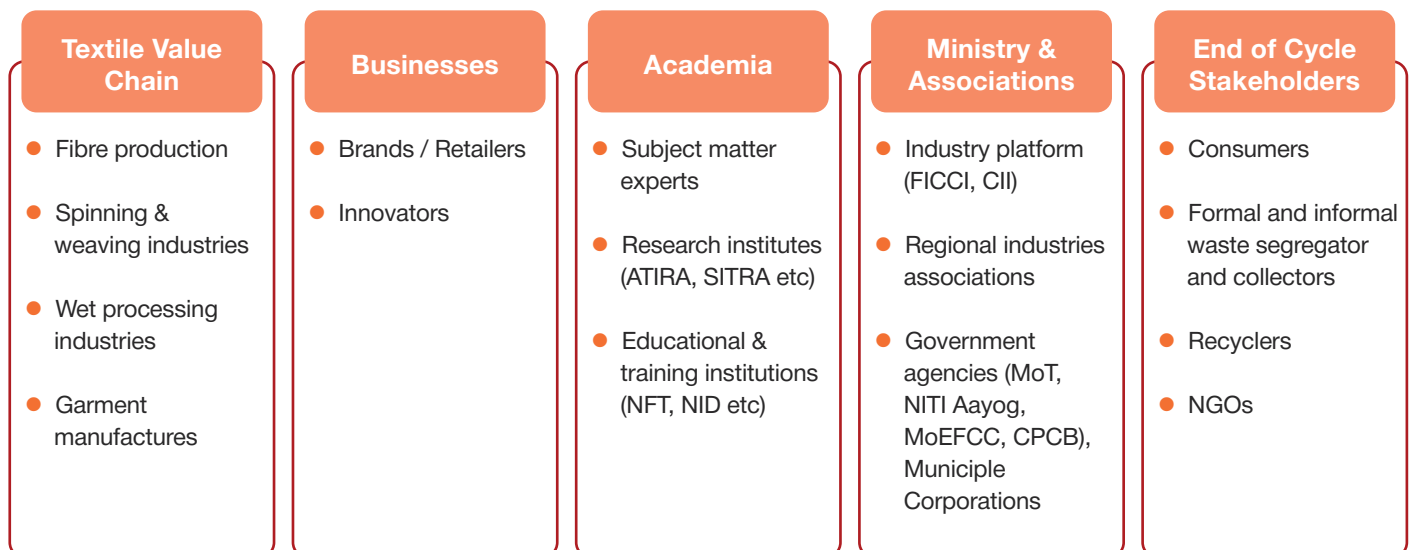 Textile Value
Chain
Fibre production
Spinning &
weaving industries
Wet processing
industries
Garment
manufactures
Businesses
Brands / Retailers
Innovators
Academia
Subject matter
experts
Research institutes
(ATIRA, SITRA etc)
Educational &
training institutions
(NFT, NID etc)
Ministry &
Associations
Industry platform
(FICCI, CII)
Regional industries
associations
Government
agencies (MoT,
NITI Aayog,
MoEFCC, CPCB),
Municiple
Corporations
End of Cycle
Stakeholders
Consumers
Formal and informal
waste segregator
and collectors
Recyclers
NGOs